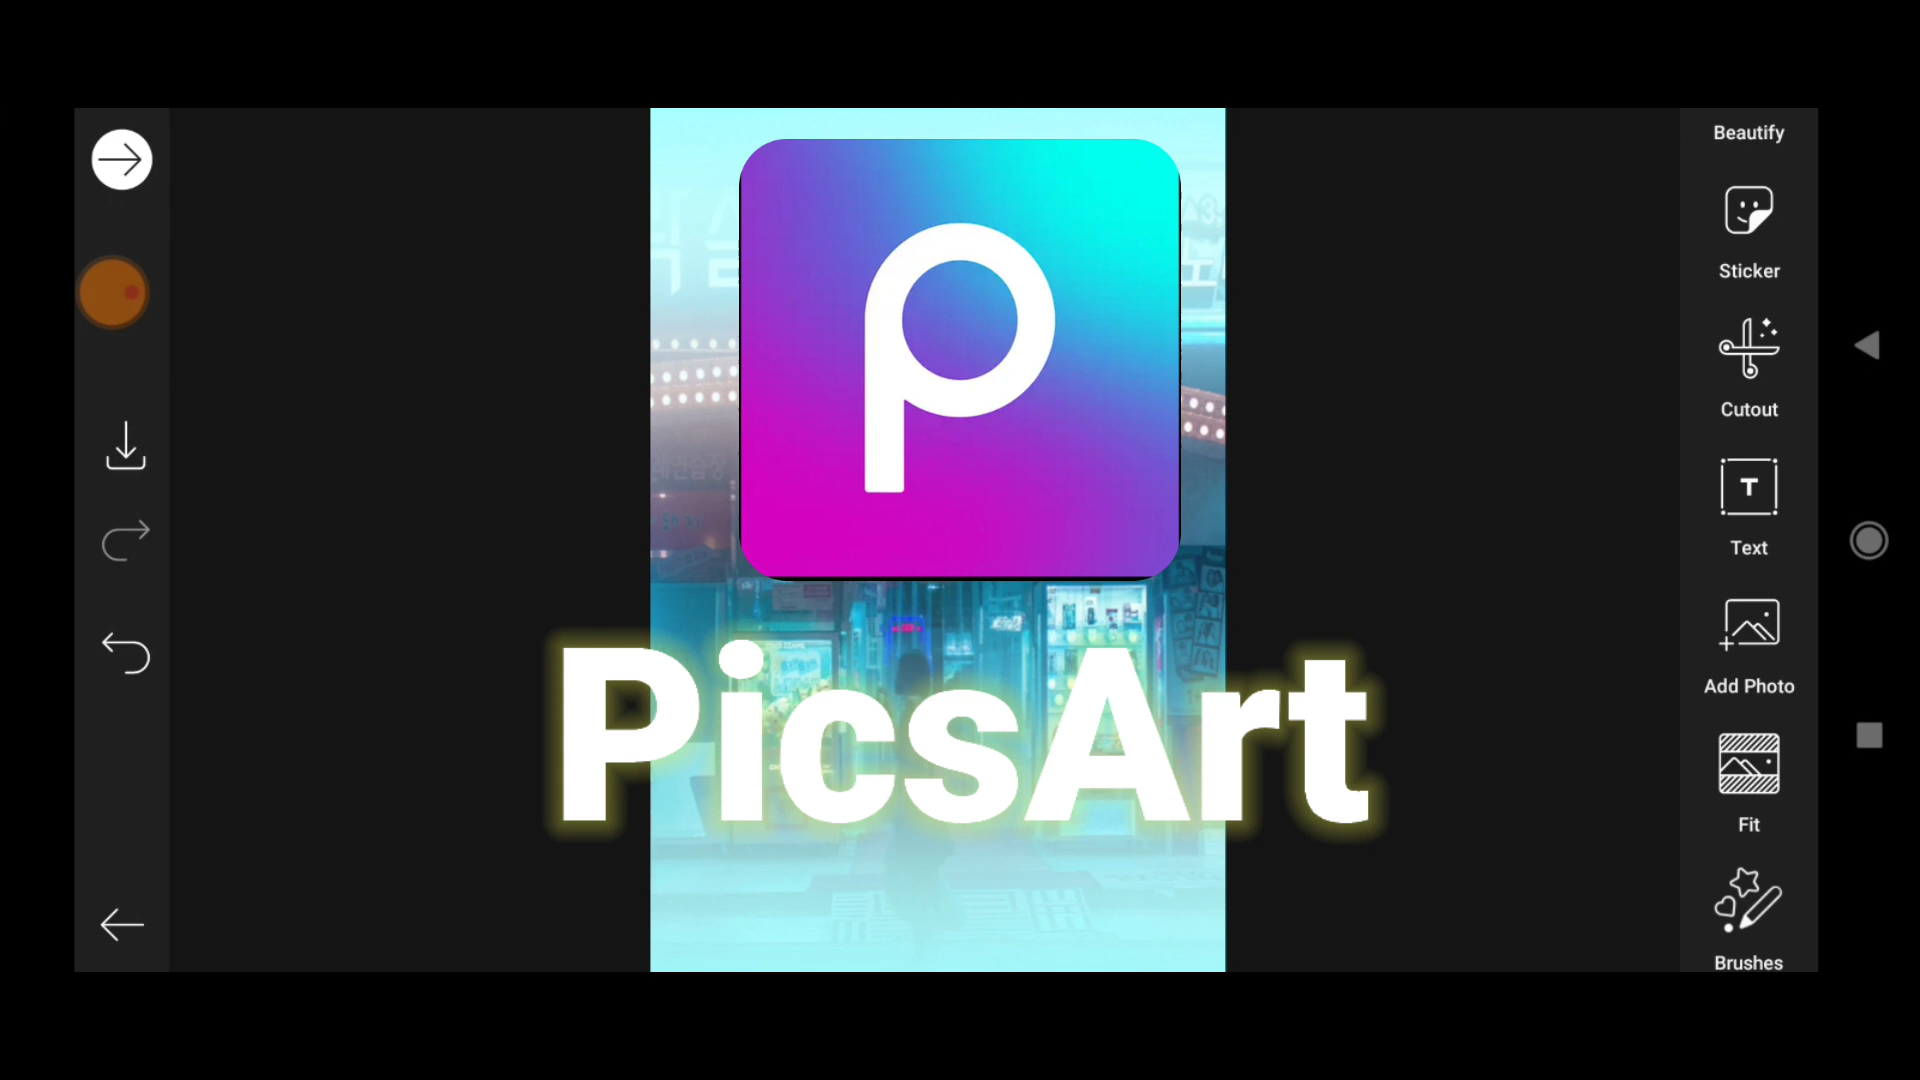 Beautify
Sticker
Cutout
T
Text
Add Photo
Fit
Brushes
PicsArt